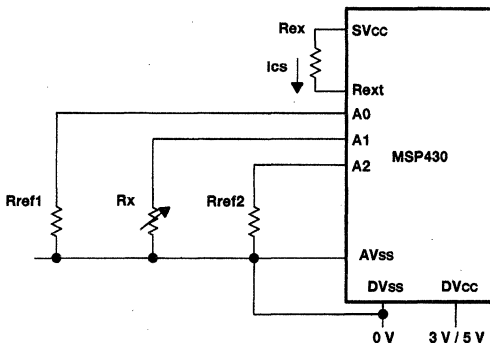 Rex
SVcc
Ics
Rext
A0
A1
A2
MSP430
Rref1
Rx
Rref2
AVss
DVss
DVcc
0 V
3 V / 5 V